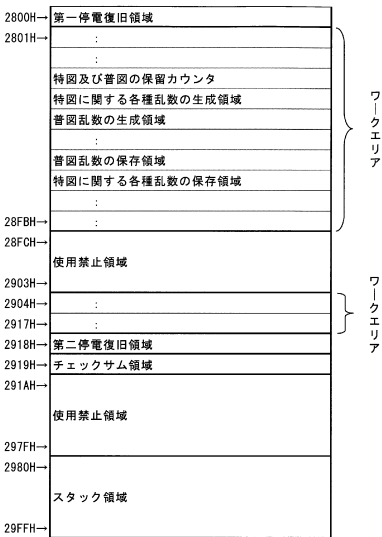 2800H→ 第一停電復旧領域
2801H→ :
:
特図及び普図の保留カウンタ
特図に関する各種乱数の生成領域
普図乱数の生成領域
:
普図乱数の保存領域
特図に関する各種乱数の保存領域
:
28FBH→ :
ワークエリア
28FCH→
使用禁止領域
2903H→
2904H→ :
2917H→ :
ワークエリア
2918H→ 第二停電復旧領域
2919H→ チェックサム領域
291AH→
使用禁止領域
297FH→
2980H→
スタック領域
29FFH→